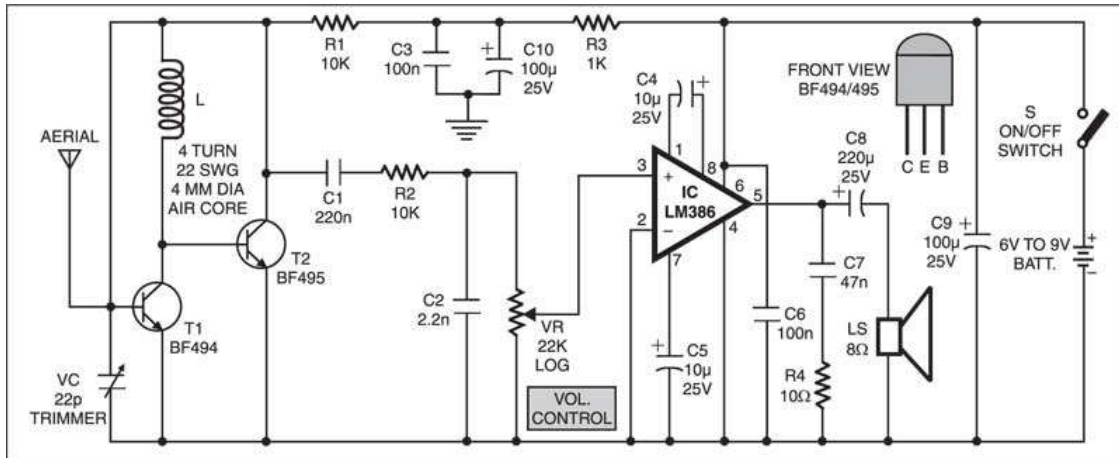 R1
10K
C3
100n
C10
100µ
25V
+
R3
1K
L
4 TURN
22 SWG
4 MM DIA
AIR CORE
AERIAL
T1
BF494
VC
22p
TRIMMER
T2
BF495
C1
220n
R2
10K
C2
2.2n
VR
22K
LOG
VOL.
CONTROL
C4
10µ
25V
+
1
8
3
+
2
−
IC
LM386
6
5
4
7
+
C5
10µ
25V
C6
100n
C7
47n
R4
10Ω
C8
220µ
25V
+
LS
8Ω
FRONT VIEW
BF494/495
C E B
C9
100µ
25V
+
S
ON/OFF
SWITCH
6V TO 9V
BATT.
+
−